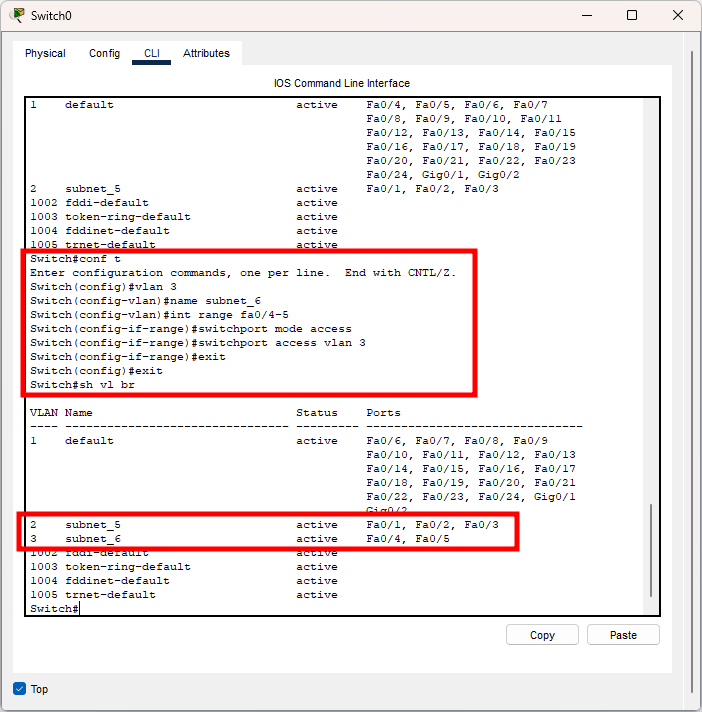 Switch0
Physical Config CLI Attributes
IOS Command Line Interface
1    default                          active    Fa0/4, Fa0/5, Fa0/6, Fa0/7
                                                Fa0/8, Fa0/9, Fa0/10, Fa0/11
                                                Fa0/12, Fa0/13, Fa0/14, Fa0/15
                                                Fa0/16, Fa0/17, Fa0/18, Fa0/19
                                                Fa0/20, Fa0/21, Fa0/22, Fa0/23
                                                Fa0/24, Gig0/1, Gig0/2
2    subnet_5                         active    Fa0/1, Fa0/2, Fa0/3
1002 fddi-default                     active
1003 token-ring-default               active
1004 fddinet-default                  active
1005 trnet-default                    active
Switch#conf t
Enter configuration commands, one per line.  End with CNTL/Z.
Switch(config)#vlan 3
Switch(config-vlan)#name subnet_6
Switch(config-vlan)#int range fa0/4-5
Switch(config-if-range)#switchport mode access
Switch(config-if-range)#switchport access vlan 3
Switch(config-if-range)#exit
Switch(config)#exit
Switch#sh vl br
VLAN Name                             Status    Ports
---- -------------------------------- --------- -------------------------------
1    default                          active    Fa0/6, Fa0/7, Fa0/8, Fa0/9
                                                Fa0/10, Fa0/11, Fa0/12, Fa0/13
                                                Fa0/14, Fa0/15, Fa0/16, Fa0/17
                                                Fa0/18, Fa0/19, Fa0/20, Fa0/21
                                                Fa0/22, Fa0/23, Fa0/24, Gig0/1
                                                Gig0/2
2    subnet_5                         active    Fa0/1, Fa0/2, Fa0/3
3    subnet_6                         active    Fa0/4, Fa0/5
1002 fddi-default                     active
1003 token-ring-default               active
1004 fddinet-default                  active
1005 trnet-default                    active
Switch#
Copy Paste
Top